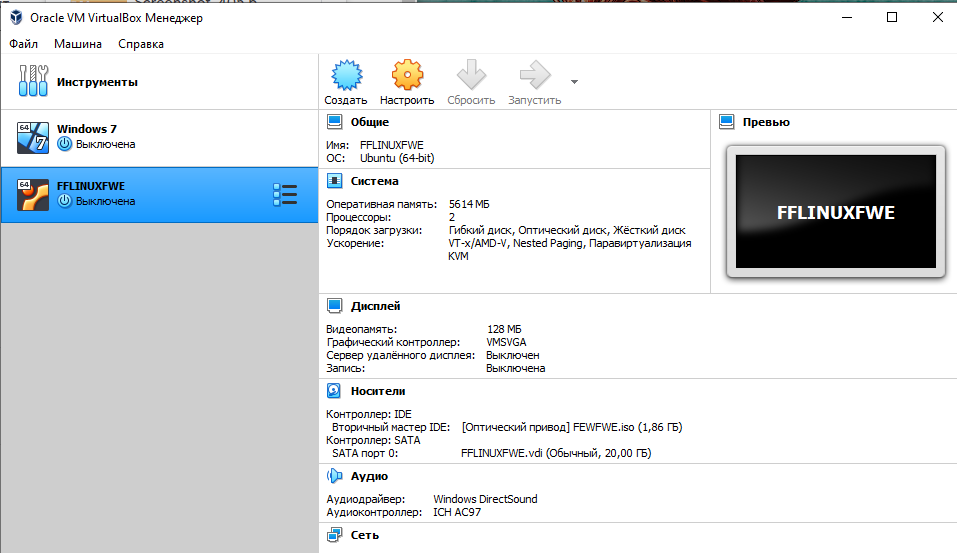 Oracle VM VirtualBox Менеджер
Файл Машина Справка
Инструменты
Создать Настроить Сбросить Запустить
64
7
Windows 7
Выключена
64
FFLINUXFWE
Выключена
Общие
Имя: FFLINUXFWE
ОС: Ubuntu (64-bit)
Превью
FFLINUXFWE
Система
Оперативная память: 5614 МБ
Процессоры: 2
Порядок загрузки: Гибкий диск, Оптический диск, Жёсткий диск
Ускорение: VT-x/AMD-V, Nested Paging, Паравиртуализация
KVM
Дисплей
Видеопамять: 128 МБ
Графический контроллер: VMSVGA
Сервер удалённого дисплея: Выключен
Запись: Выключена
Носители
Контроллер: IDE
Вторичный мастер IDE: [Оптический привод] FEWFWE.iso (1,86 ГБ)
Контроллер: SATA
SATA порт 0: FFLINUXFWE.vdi (Обычный, 20,00 ГБ)
Аудио
Аудиодрайвер: Windows DirectSound
Аудиоконтроллер: ICH AC97
Сеть